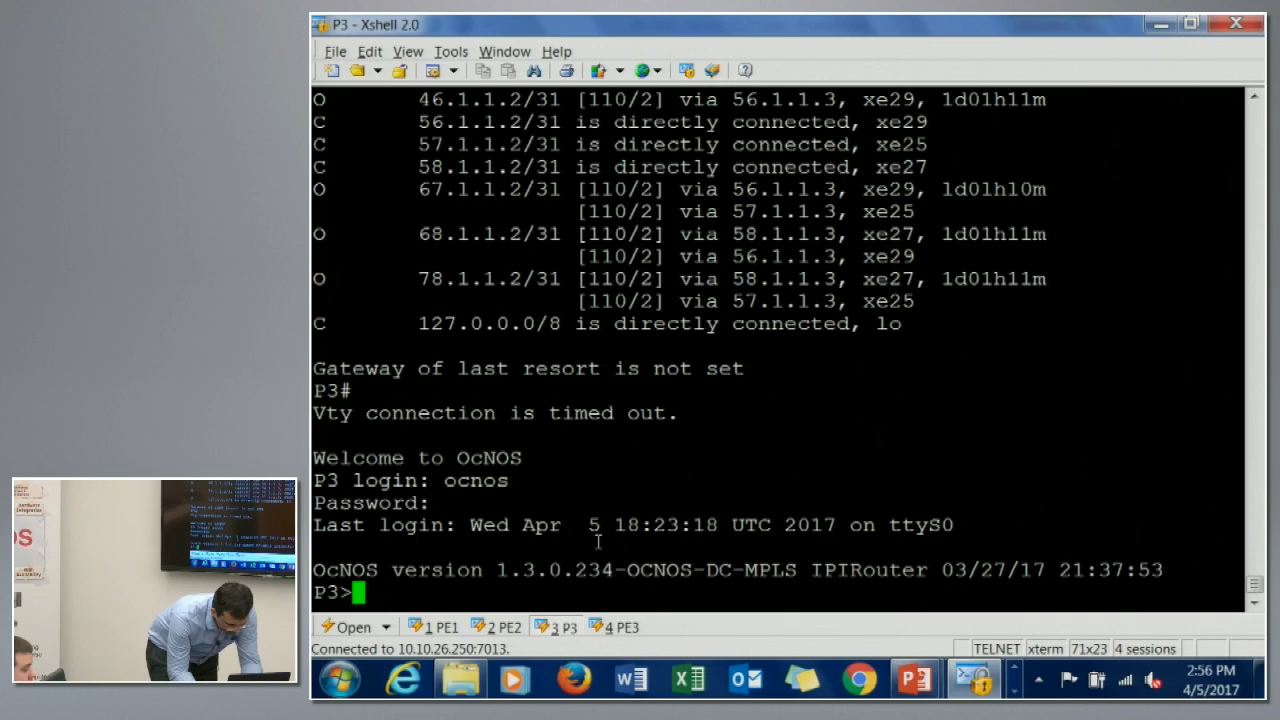 P3 - Xshell 2.0
File Edit View Tools Window Help
O 46.1.1.2/31 [110/2] via 56.1.1.3, xe29, 1d01h11m
C 56.1.1.2/31 is directly connected, xe29
C 57.1.1.2/31 is directly connected, xe25
C 58.1.1.2/31 is directly connected, xe27
O 67.1.1.2/31 [110/2] via 56.1.1.3, xe29, 1d01h10m
[110/2] via 57.1.1.3, xe25
O 68.1.1.2/31 [110/2] via 58.1.1.3, xe27, 1d01h11m
[110/2] via 56.1.1.3, xe29
O 78.1.1.2/31 [110/2] via 58.1.1.3, xe27, 1d01h11m
[110/2] via 57.1.1.3, xe25
C 127.0.0.0/8 is directly connected, lo
Gateway of last resort is not set
P3#
Vty connection is timed out.
Welcome to OcNOS
P3 login: ocnos
Password:
Last login: Wed Apr 5 11:23:18 UTC 2017 on ttyS0
OcNOS version 1.3.0.234-OCNOS-DC-MPLS IPIRouter 03/27/17 21:37:53
P3>
Open 1 PE1 2 PE2 3 P3 4 PE3
Connected to 10.10.26.250:7013. TELNET xterm 71x23 4 sessions
2:56 PM
4/5/2017